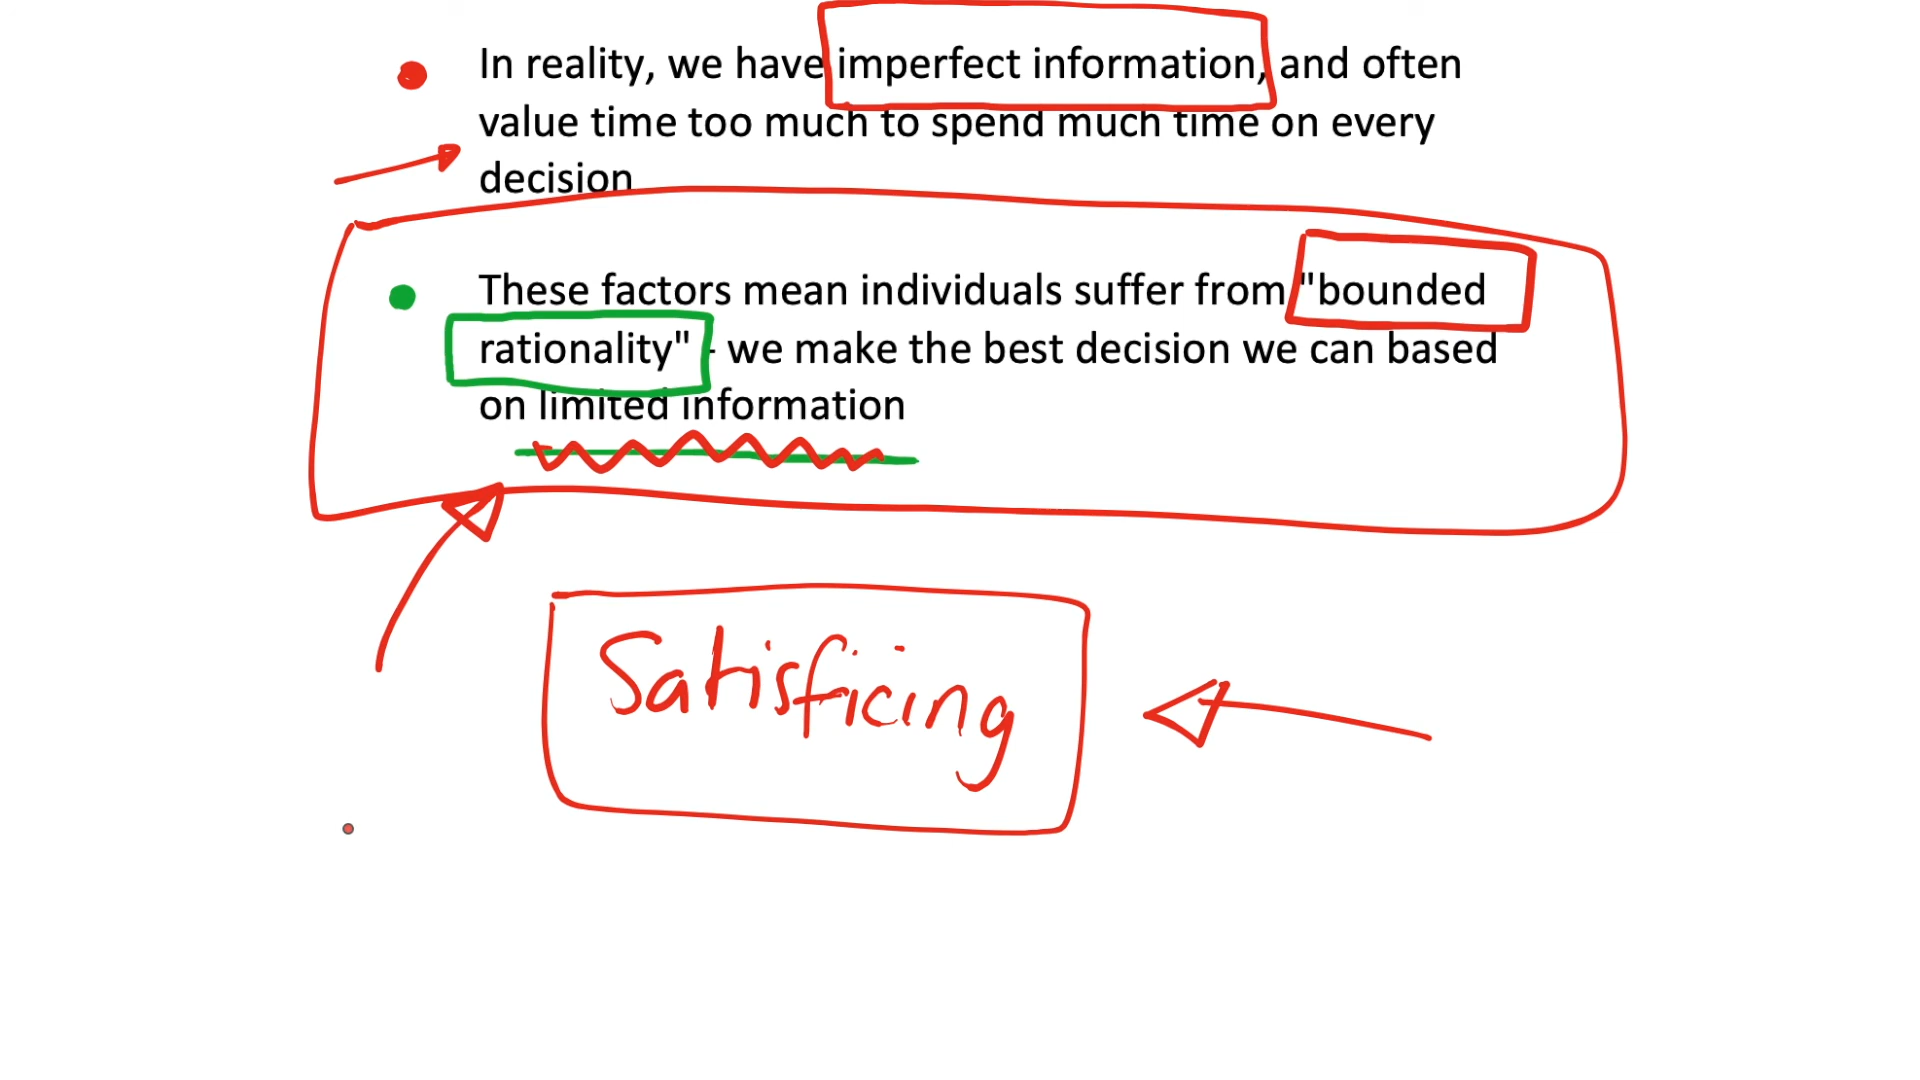 In reality, we have imperfect information, and often
value time too much to spend much time on every
decision
These factors mean individuals suffer from "bounded
rationality" - we make the best decision we can based
on limited information
Satisficing